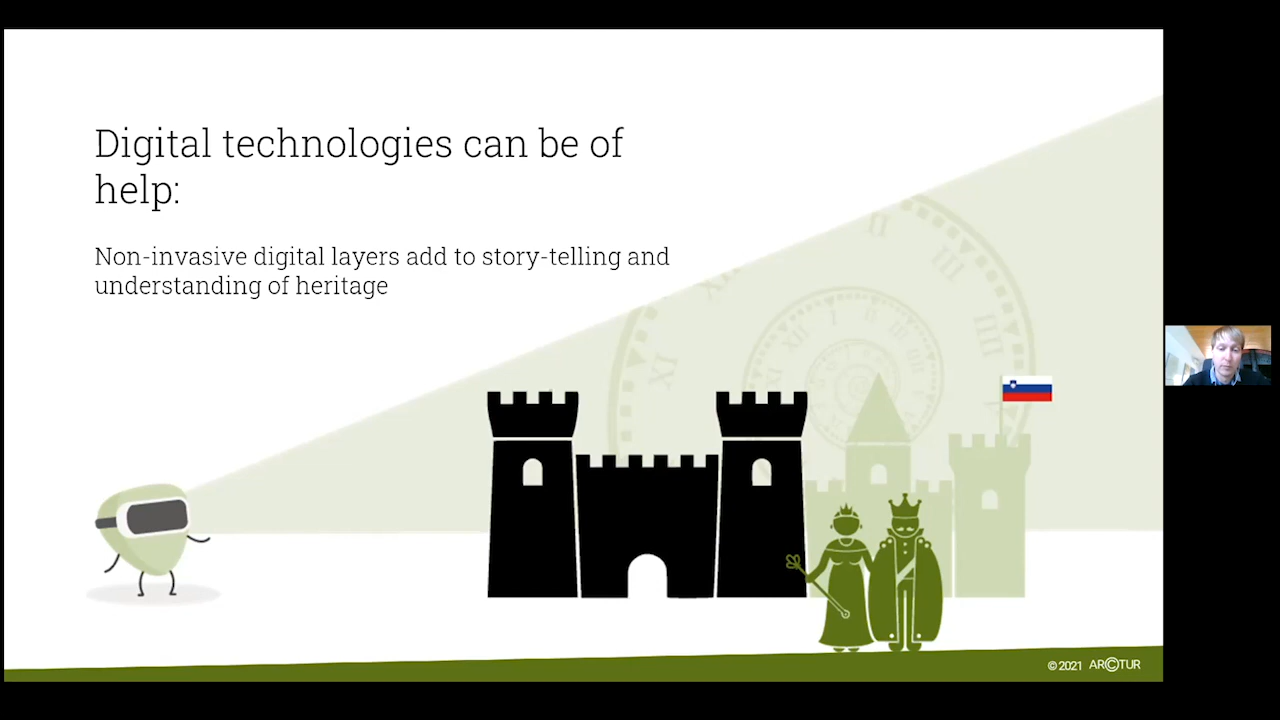 Digital technologies can be of
help:
Non-invasive digital layers add to story-telling and
understanding of heritage
© 2021 ARCTUR